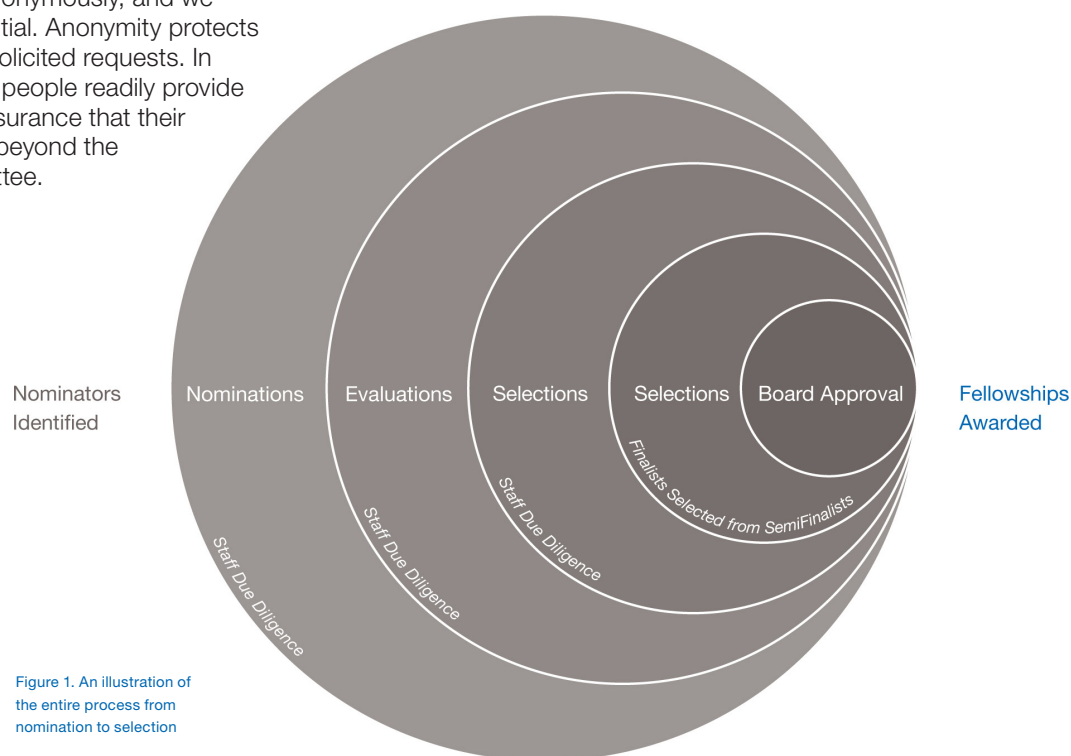 onymously, and we
tial. Anonymity protects
olicited requests. In
people readily provide
surance that their
beyond the
ttee.
Nominators
Identified
Nominations
Evaluations
Selections
Selections
Board Approval
Fellowships
Awarded
Staff Due Diligence
Staff Due Diligence
Staff Due Diligence
Finalists Selected from SemiFinalists
Figure 1. An illustration of
the entire process from
nomination to selection